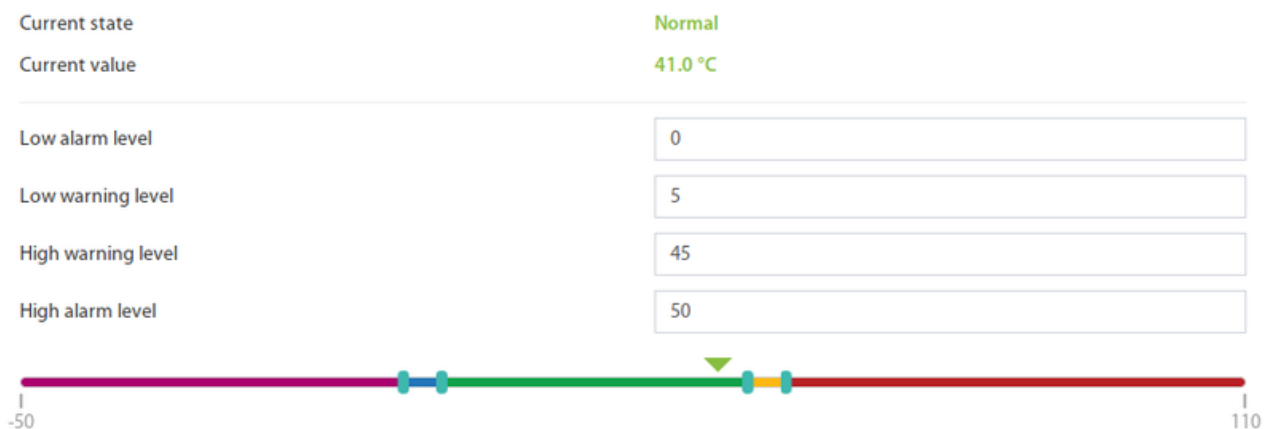 Current state Normal
Current value 41.0 °C
Low alarm level 0
Low warning level 5
High warning level 45
High alarm level 50
-50 110